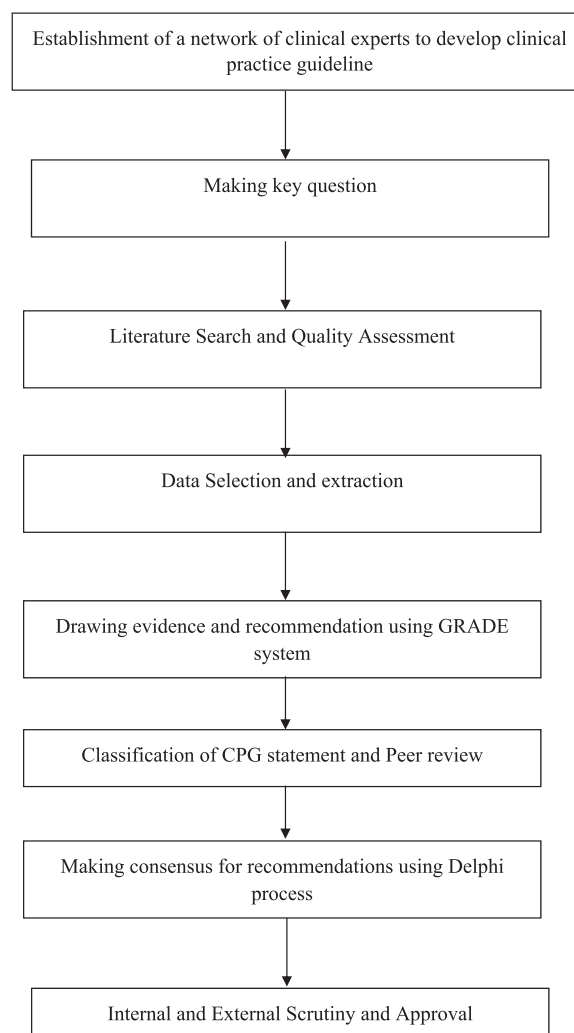 Establishment of a network of clinical experts to develop clinical
practice guideline
Making key question
Literature Search and Quality Assessment
Data Selection and extraction
Drawing evidence and recommendation using GRADE
system
Classification of CPG statement and Peer review
Making consensus for recommendations using Delphi
process
Internal and External Scrutiny and Approval